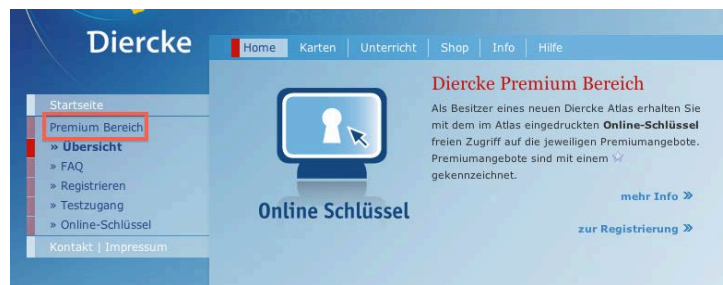 Diercke
Home Karten Unterricht Shop Info Hilfe
Startseite
Premium Bereich
» Übersicht
» FAQ
» Registrieren
» Testzugang
» Online-Schlüssel
Kontakt | Impressum
Online Schlüssel
Diercke Premium Bereich
Als Besitzer eines neuen Diercke Atlas erhalten Sie
mit dem im Atlas eingedruckten Online-Schlüssel
freien Zugriff auf die jeweiligen Premiumangebote.
Premiumangebote sind mit einem
gekennzeichnet.
mehr Info »
zur Registrierung »